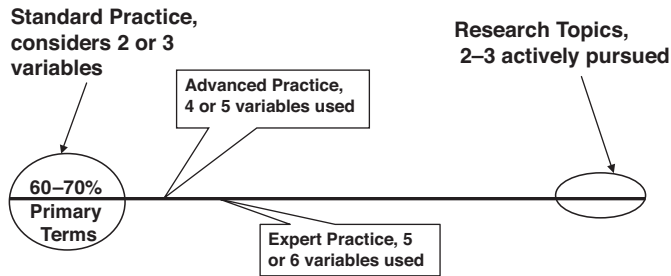 Standard Practice,
considers 2 or 3
variables
Research Topics,
2–3 actively pursued
Advanced Practice,
4 or 5 variables used
60–70%
Primary
Terms
Expert Practice, 5
or 6 variables used